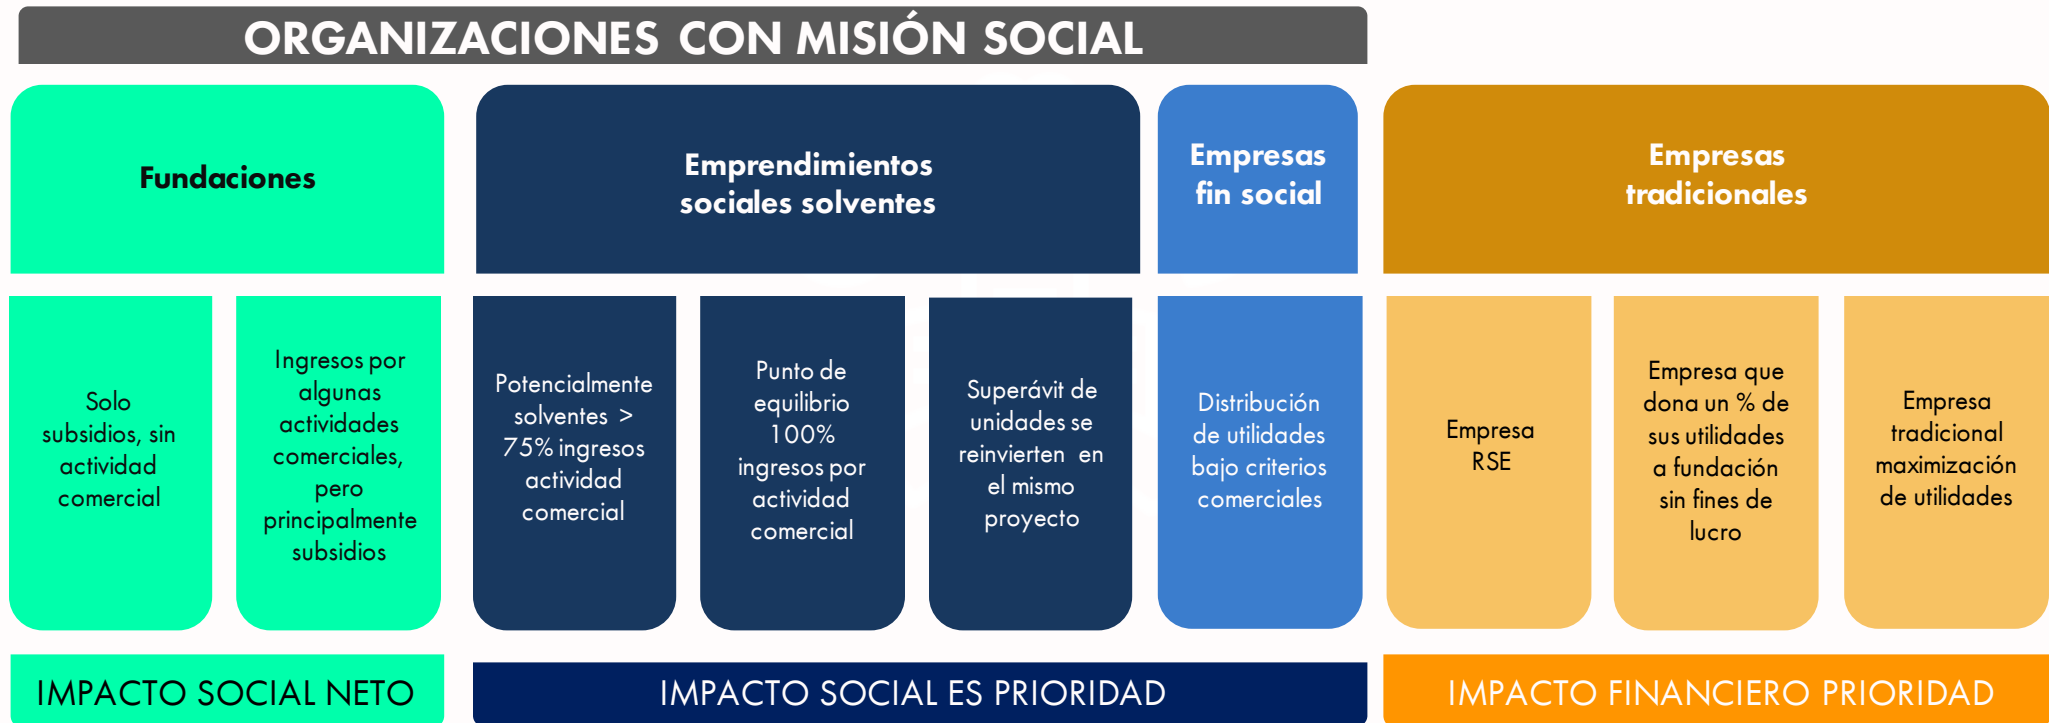 ORGANIZACIONES CON MISIÓN SOCIAL
Fundaciones
Emprendimientos
sociales solventes
Empresas
fin social
Empresas
tradicionales
Solo
subsidios, sin
actividad
comercial
Ingresos por
algunas
actividades
comerciales,
pero
principalmente
subsidios
Potencialmente
solventes >
75% ingresos
actividad
comercial
Punto de
equilibrio
100%
ingresos por
actividad
comercial
Superávit de
unidades se
reinvierten en
el mismo
proyecto
Distribución
de utilidades
bajo criterios
comerciales
Empresa
RSE
Empresa que
dona un % de
sus utilidades
a fundación
sin fines de
lucro
Empresa
tradicional
maximización
de utilidades
IMPACTO SOCIAL NETO
IMPACTO SOCIAL ES PRIORIDAD
IMPACTO FINANCIERO PRIORIDAD